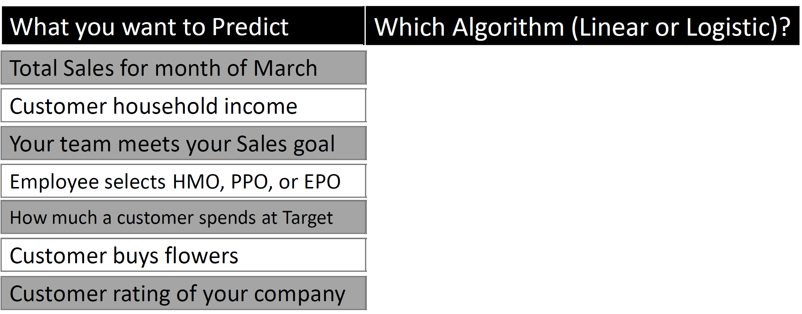 What you want to Predict
Which Algorithm (Linear or Logistic)?
Total Sales for month of March
Customer household income
Your team meets your Sales goal
Employee selects HMO, PPO, or EPO
How much a customer spends at Target
Customer buys flowers
Customer rating of your company